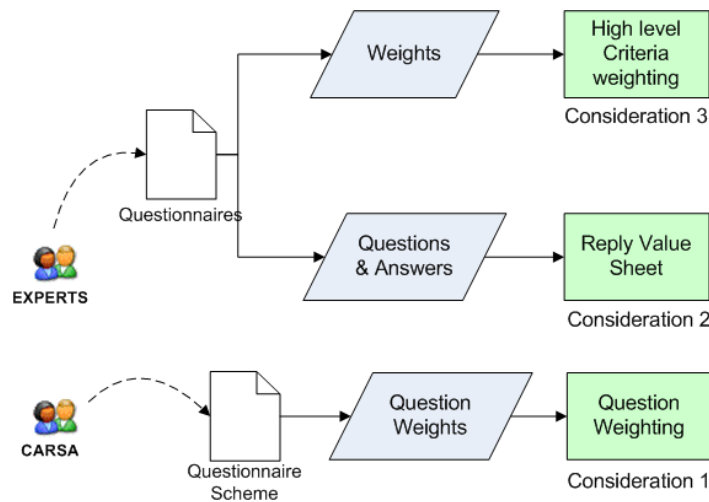 Weights
High level
Criteria
weighting
Consideration 3
Questionnaires
EXPERTS
Questions
& Answers
Reply Value
Sheet
Consideration 2
CARSA
Questionnaire
Scheme
Question
Weights
Question
Weighting
Consideration 1